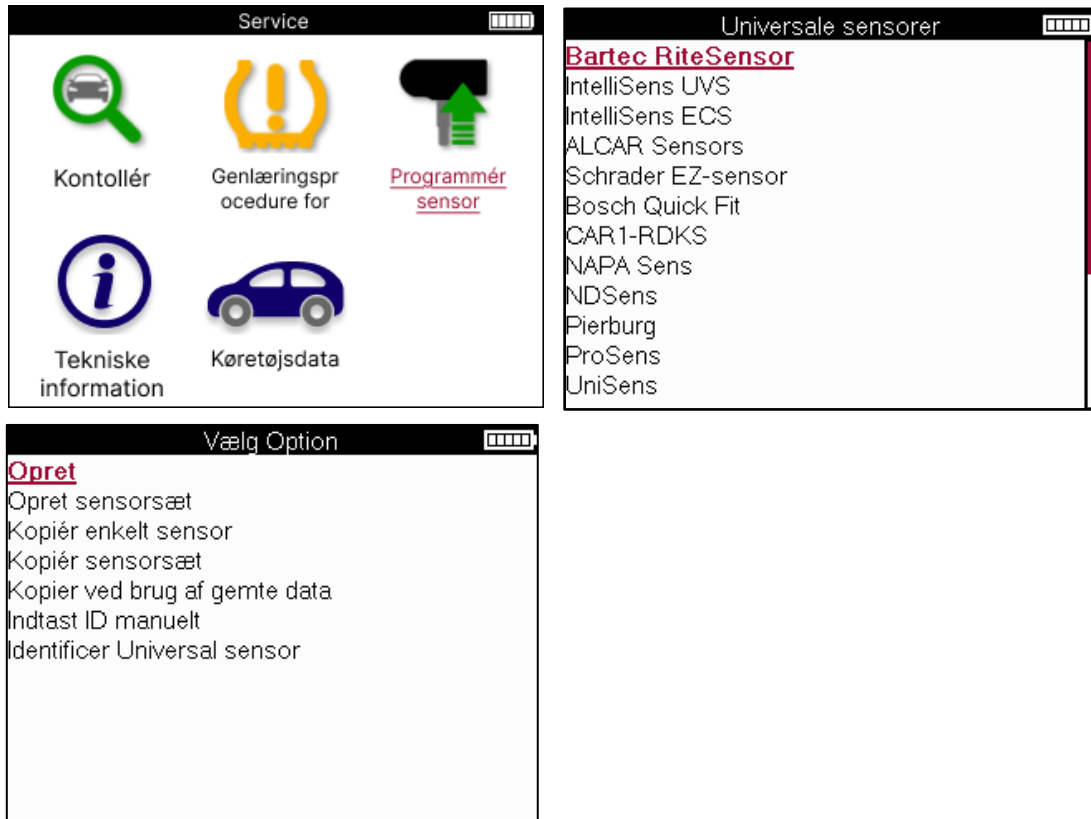 Service
Kontollér
Genlæringspr
ocedure for
Programmér
sensor
Tekniske
information
Køretøjsdata
Universale sensorer
Bartec RiteSensor
IntelliSens UVS
IntelliSens ECS
ALCAR Sensors
Schrader EZ-sensor
Bosch Quick Fit
CAR1-RDKS
NAPA Sens
NDSens
Pierburg
ProSens
UniSens
Vælg Option
Opret
Opret sensorsæt
Kopiér enkelt sensor
Kopiér sensorsæt
Kopier ved brug af gemte data
Indtast ID manuelt
Identificer Universal sensor